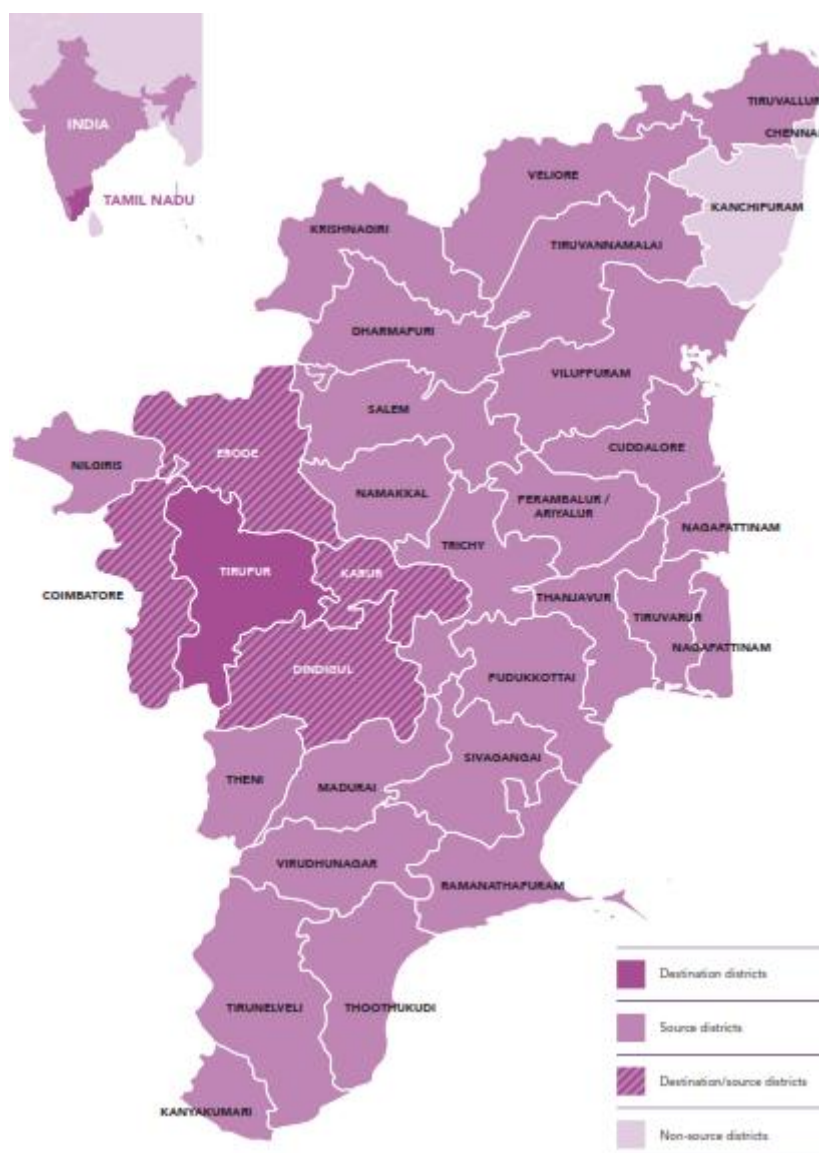 INDIA
TAMIL NADU
TIRUVALLUR
CHENNAI
VELIORE
KANCHIPURAM
KRISHNAGIRI
TIRUVANNAMALAI
DHARMAPURI
VILUPPURAM
SALEM
CUDDALORE
ERODE
NILGIRIS
NAMAKKAL
PERAMBALUR /
ARIYALUR
NAGAPATTINAM
TRICHY
TIRUPUR
KARUR
COIMBATORE
THANJAVUR
TIRUVARUR
NAGAPATTINAM
DINDIGUL
PUDUKKOTTAI
SIVAGANGAI
THENI
MADURAI
VIRUDHUNAGAR
RAMANATHAPURAM
TIRUNELVELI
THOOTHUKUDI
KANYAKUMARI
Destination districts
Source districts
Destination/source districts
Non-source districts